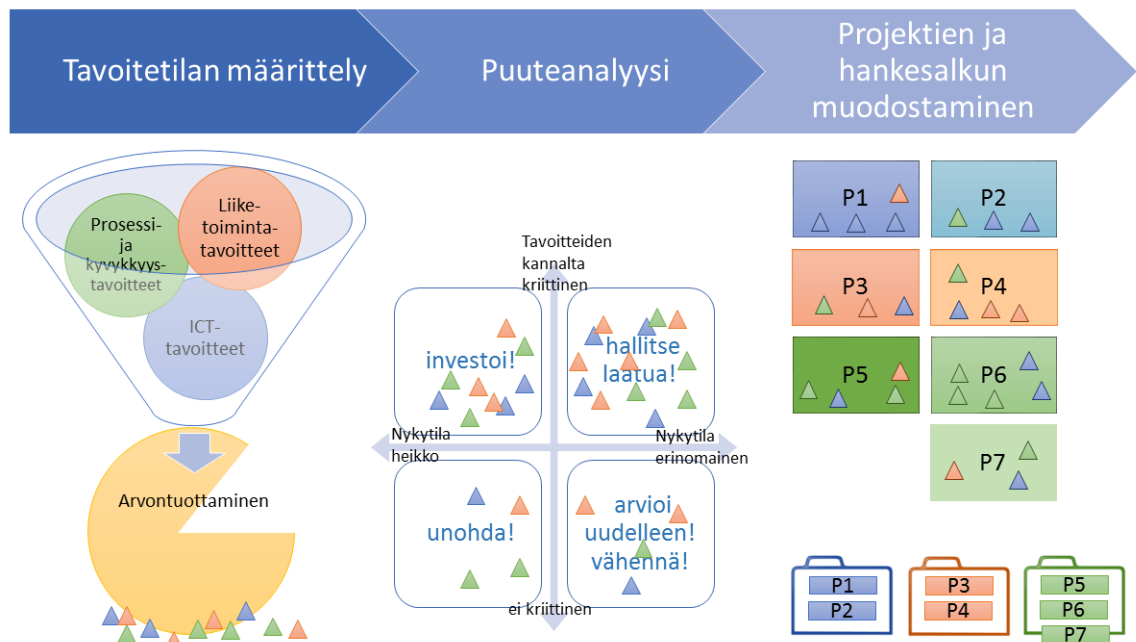 Tavoitetilan määrittely
Puuteanalyysi
Projektien ja
hankesalkun
muodostaminen
Liike-
toiminta-
tavoitteet
Prosessi-
ja
kyvykkyys-
tavoitteet
ICT-
tavoitteet
Arvontuottaminen
Tavoitteiden
kannalta
kriittinen
investoi!
hallitse
laatua!
Nykytila
heikko
Nykytila
erinomainen
unohda!
arvioi
uudelleen!
vähennä!
ei kriittinen
P1
P2
P3
P4
P5
P6
P7
P1
P2
P3
P4
P5
P6
P7